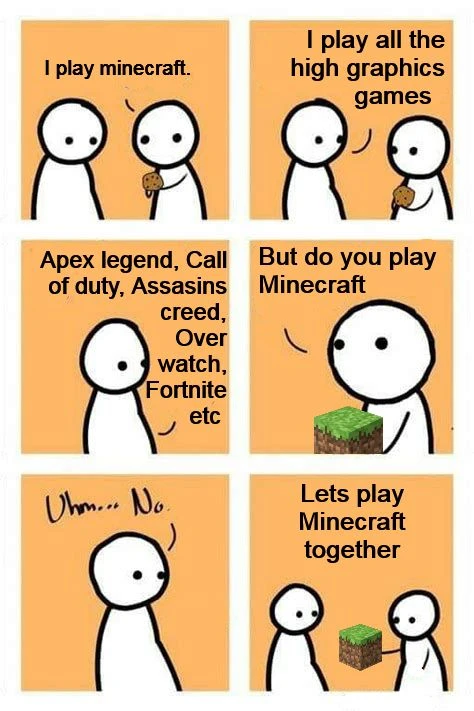 I play minecraft.
I play all the
high graphics
games
Apex legend, Call
of duty, Assasins
creed,
Over
watch,
Fortnite
etc
But do you play
Minecraft
Uhm... No.
Lets play
Minecraft
together